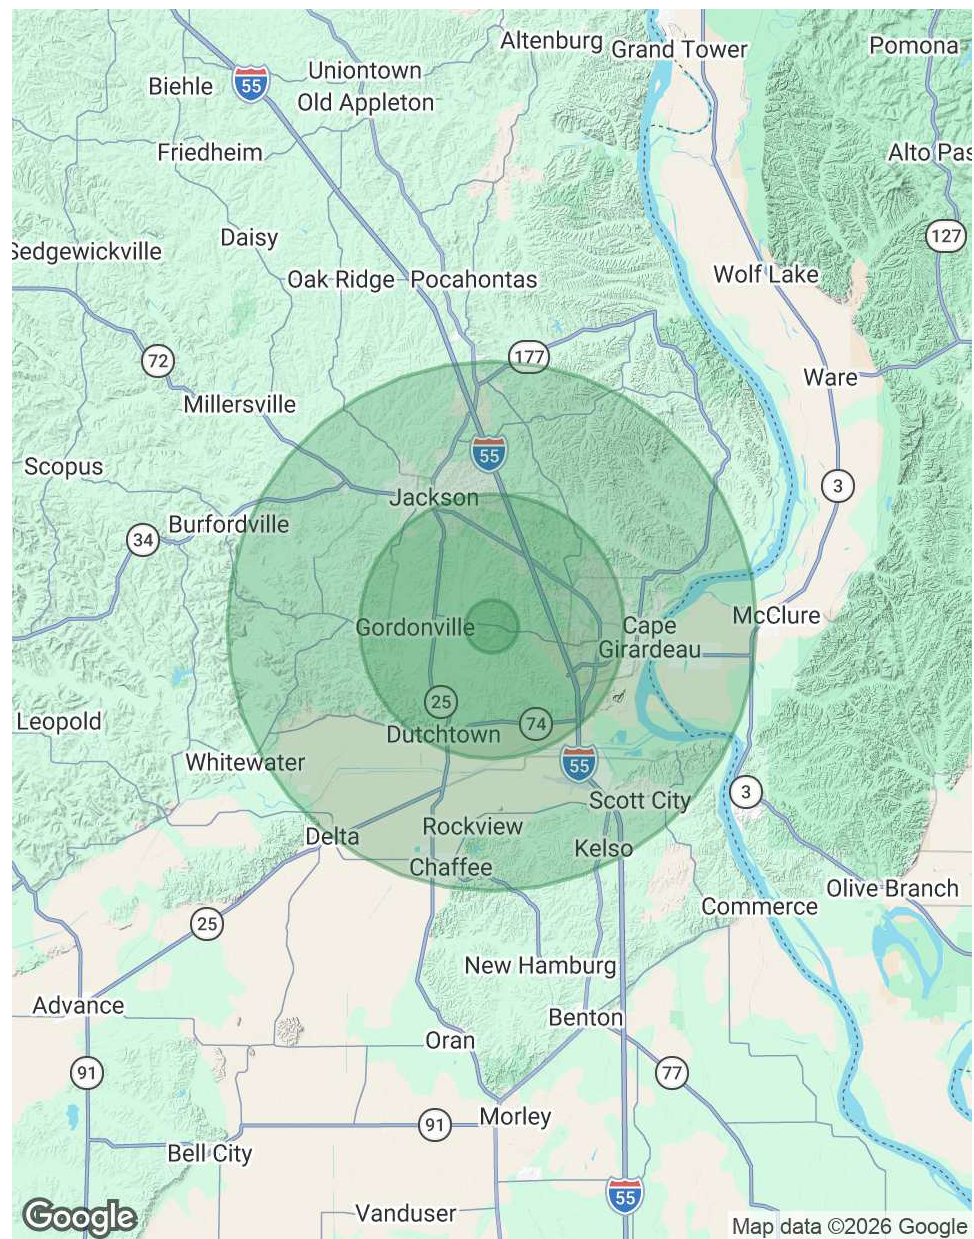 Altenburg
Grand Tower
Pomona
Uniontown
Biehle
55
Old Appleton
Friedheim
Alto Pas
Sedgewickville
Daisy
127
Oak Ridge
Pocahontas
Wolf Lake
177
72
Ware
Millersville
55
Scopus
3
Jackson
Burfordville
34
McClure
Gordonville
Cape
Girardeau
25
Leopold
74
Dutchtown
Whitewater
55
3
Scott City
Rockview
Delta
Kelso
Chaffee
Olive Branch
Commerce
25
New Hamburg
Advance
Benton
Oran
91
77
Morley
91
Bell City
55
Vanduser
Google
Map data ©2026 Google